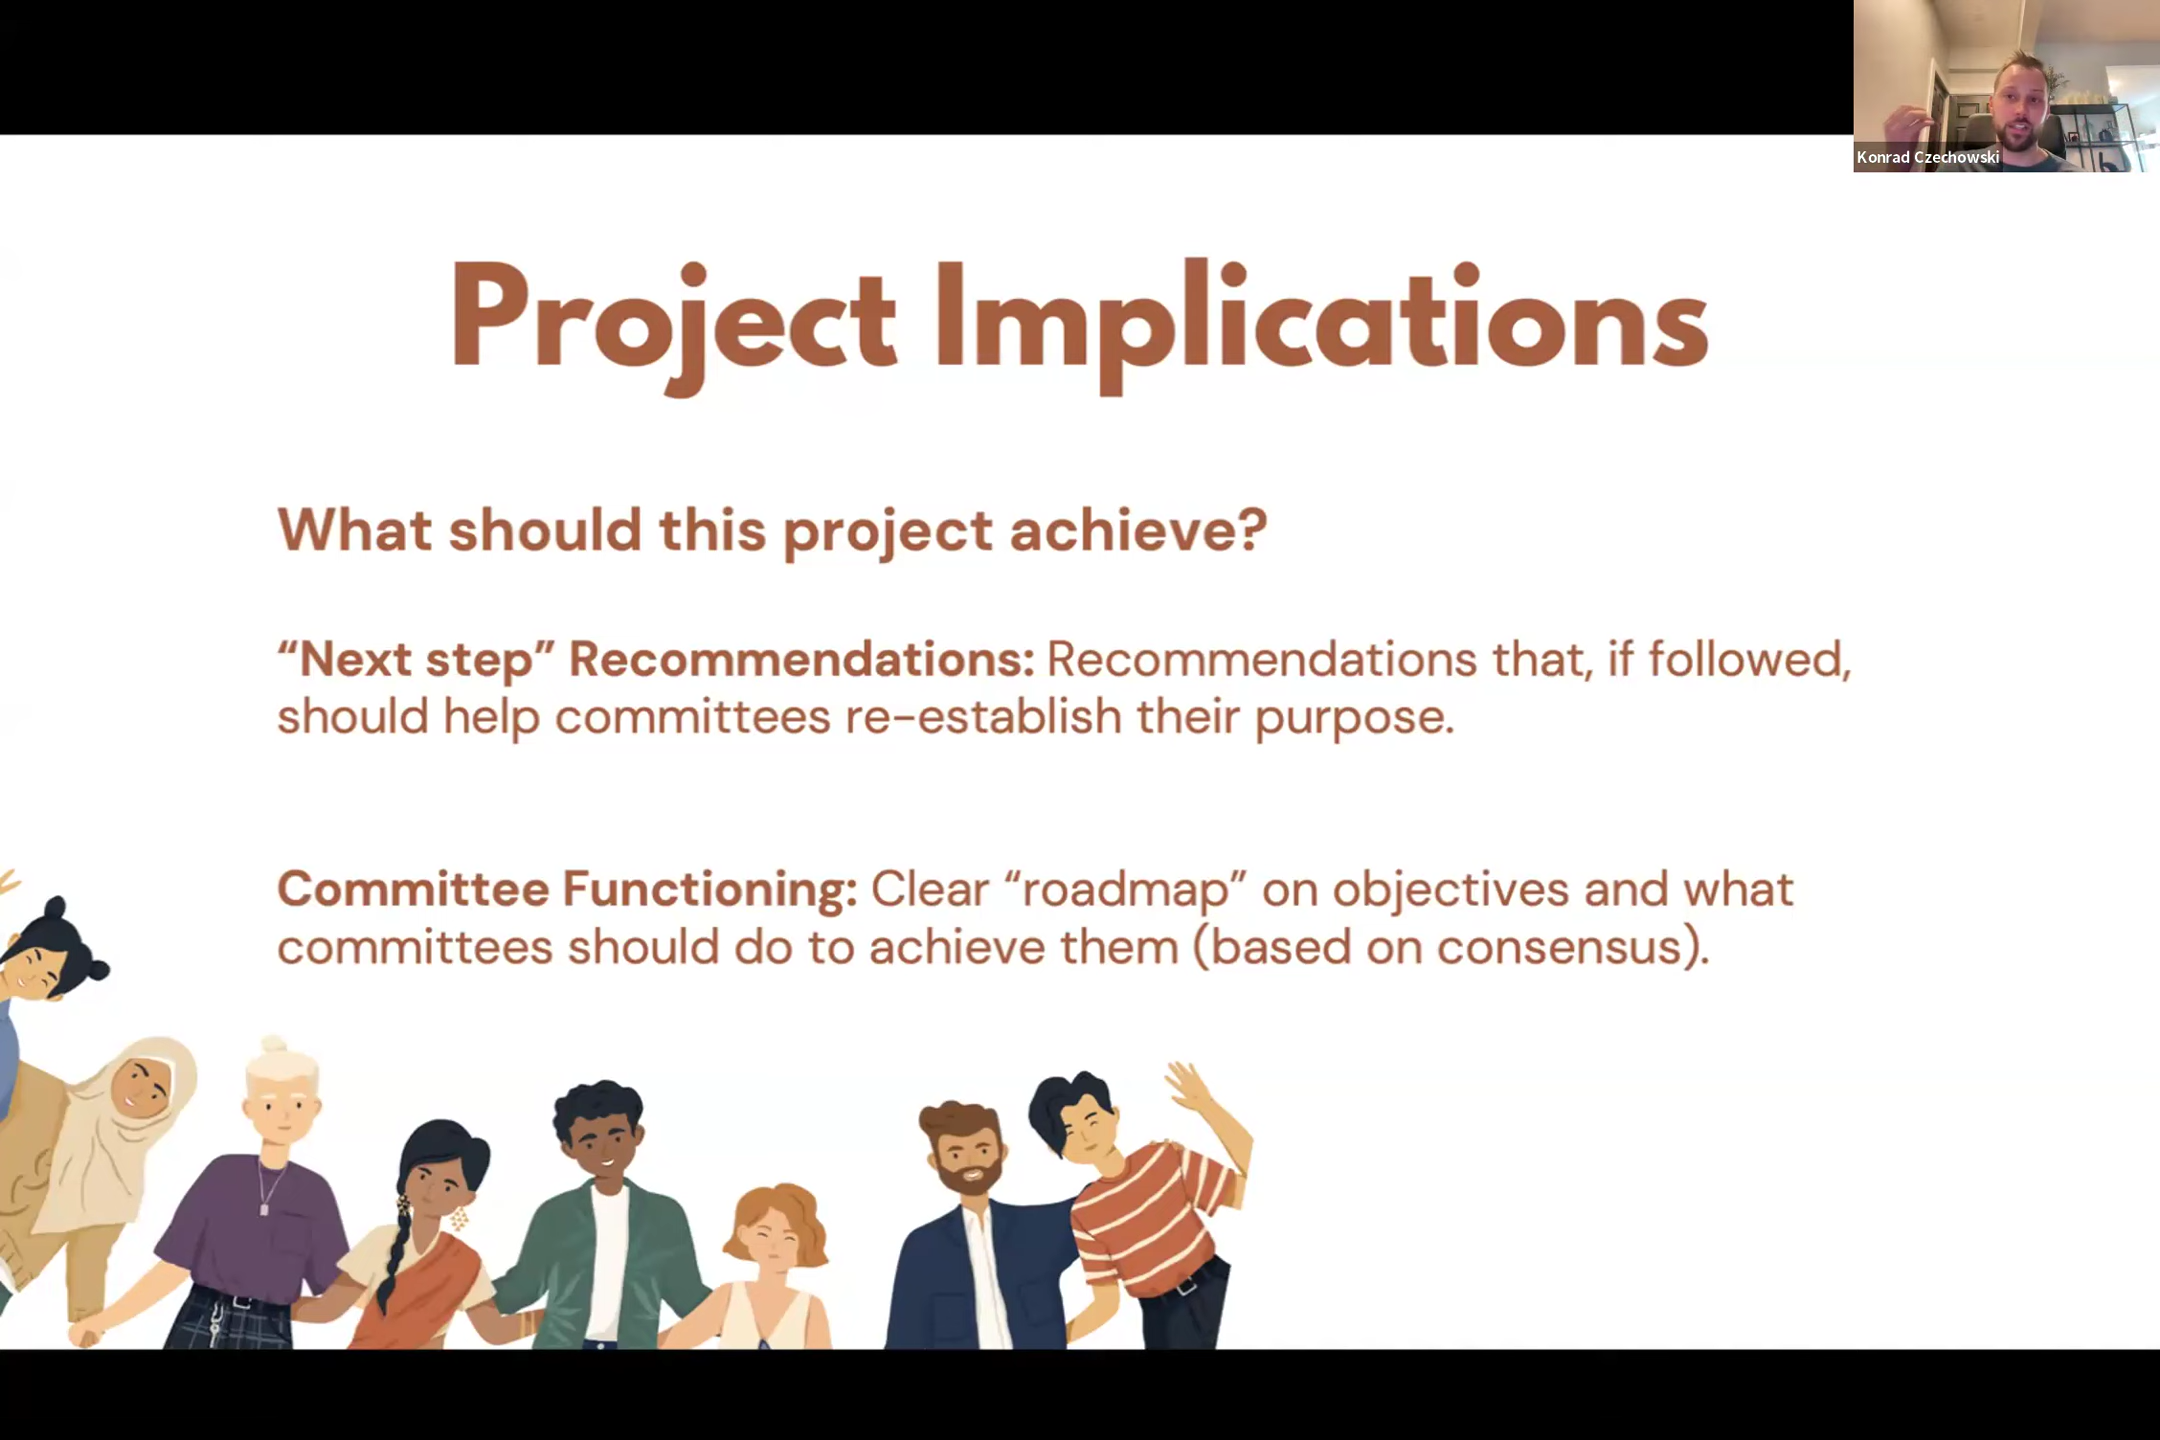 Konrad Czechowski
Project Implications
What should this project achieve?
“Next step” Recommendations: Recommendations that, if followed,
should help committees re-establish their purpose.
Committee Functioning: Clear “roadmap” on objectives and what
committees should do to achieve them (based on consensus).